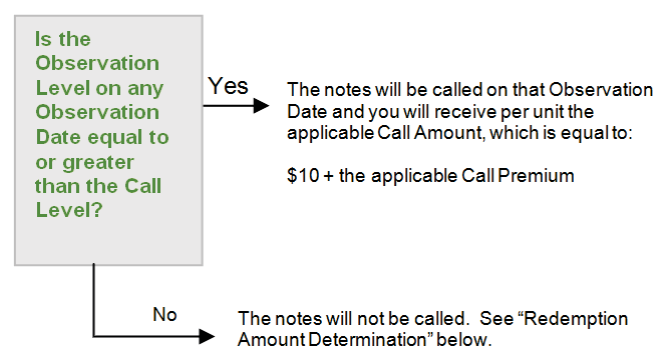 Is the
Observation
Level on any
Observation
Date equal to
or greater
than the Call
Level?
Yes
The notes will be called on that Observation
Date and you will receive per unit the
applicable Call Amount, which is equal to:
$10 + the applicable Call Premium
No
The notes will not be called.  See “Redemption
Amount Determination” below.